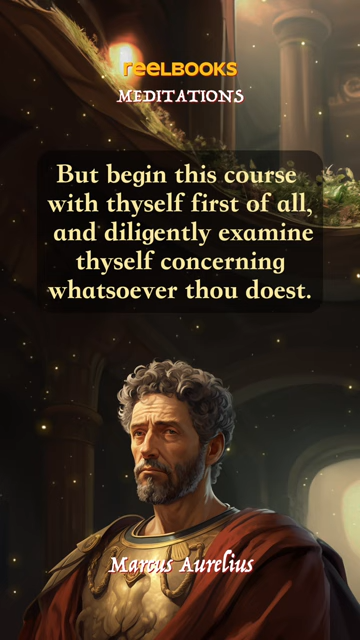 reelbooks
MEDITATIONS
But begin this course
with thyself first of all,
and diligently examine
thyself concerning
whatsoever thou doest.
Marcus Aurelius